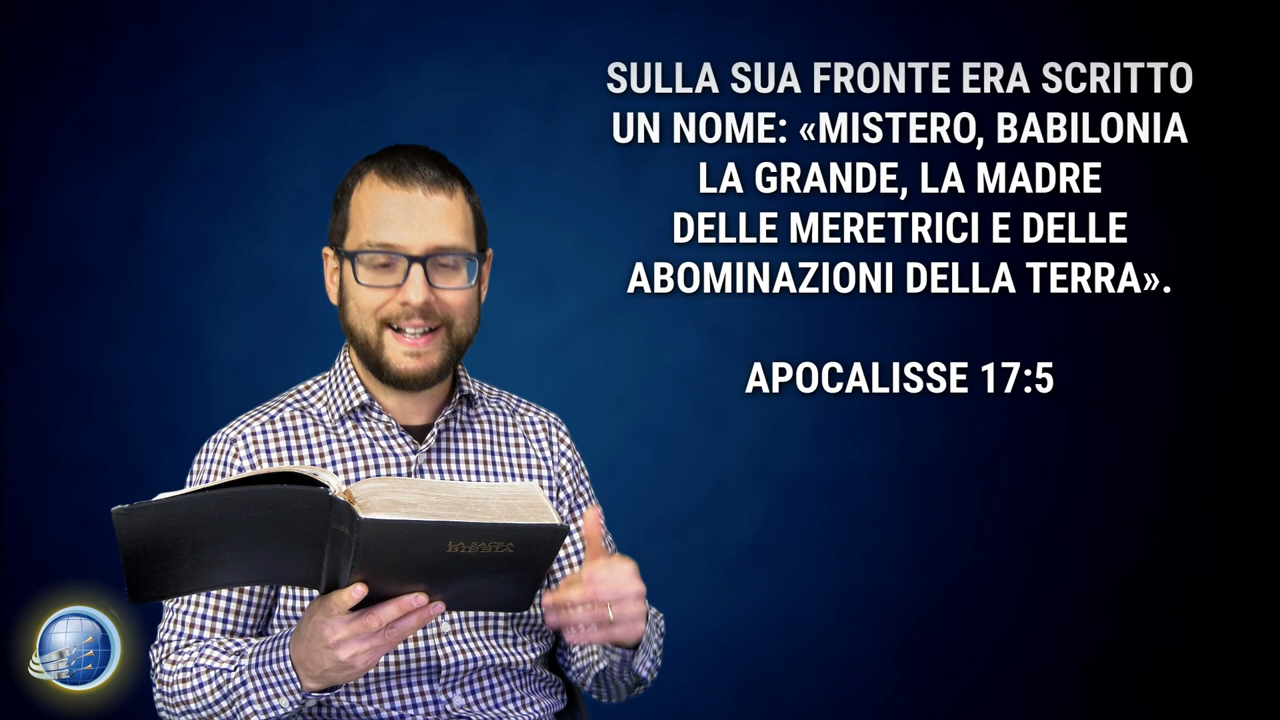 SULLA SUA FRONTE ERA SCRITTO
UN NOME: «MISTERO, BABILONIA
LA GRANDE, LA MADRE
DELLE MERETRICI E DELLE
ABOMINAZIONI DELLA TERRA».
APOCALISSE 17:5
LA SACRA
BIBBIA